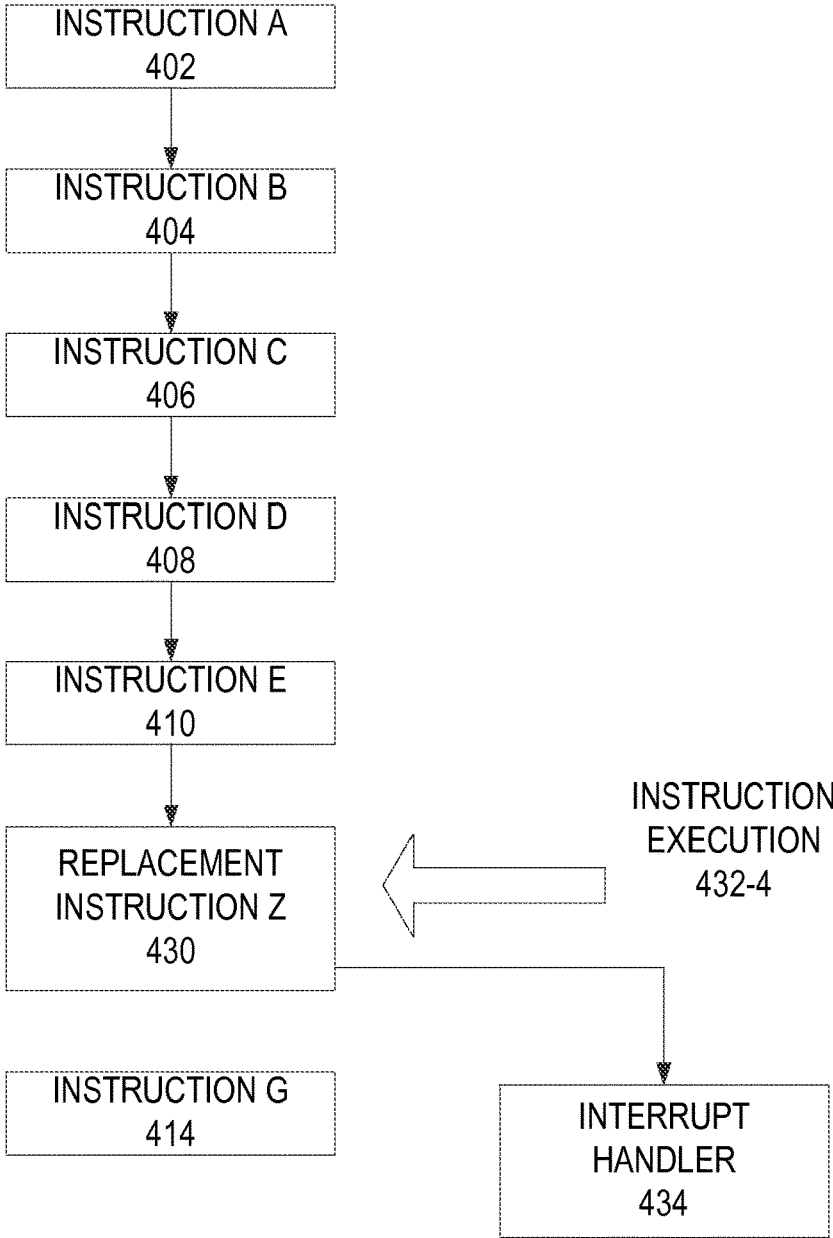 INSTRUCTION A
402
INSTRUCTION B
404
INSTRUCTION C
406
INSTRUCTION D
408
INSTRUCTION E
410
REPLACEMENT
INSTRUCTION Z
430
INSTRUCTION
EXECUTION
432-4
INSTRUCTION G
414
INTERRUPT
HANDLER
434